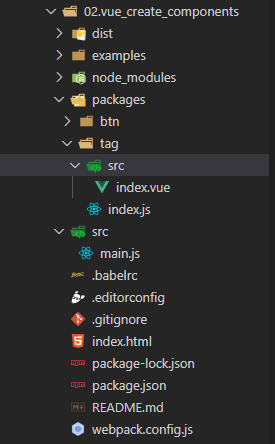 02.vue_create_components
dist
examples
node_modules
packages
btn
tag
src
index.vue
index.js
src
main.js
.babelrc
.editorconfig
.gitignore
index.html
package-lock.json
package.json
README.md
webpack.config.js